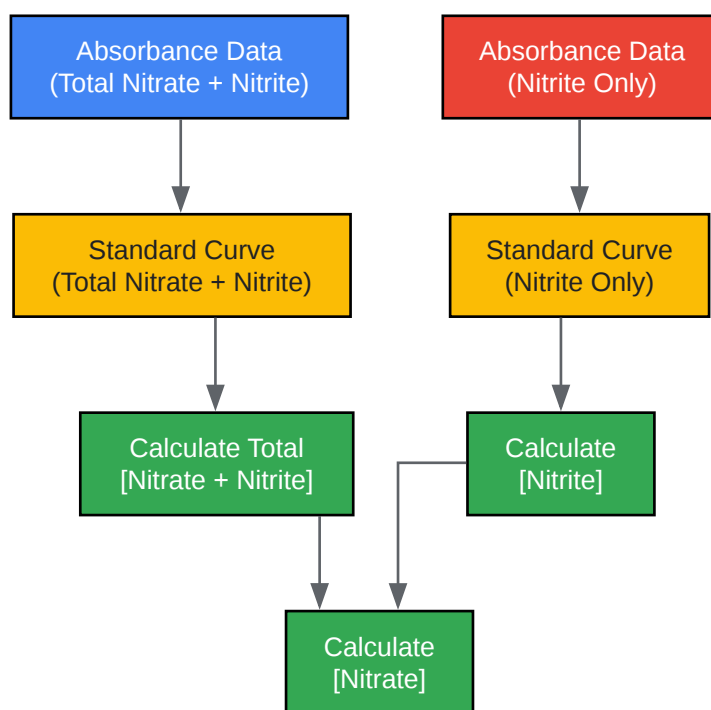 Absorbance Data
(Total Nitrate + Nitrite)
Absorbance Data
(Nitrite Only)
Standard Curve
(Total Nitrate + Nitrite)
Standard Curve
(Nitrite Only)
Calculate Total
[Nitrate + Nitrite]
Calculate
[Nitrite]
Calculate
[Nitrate]